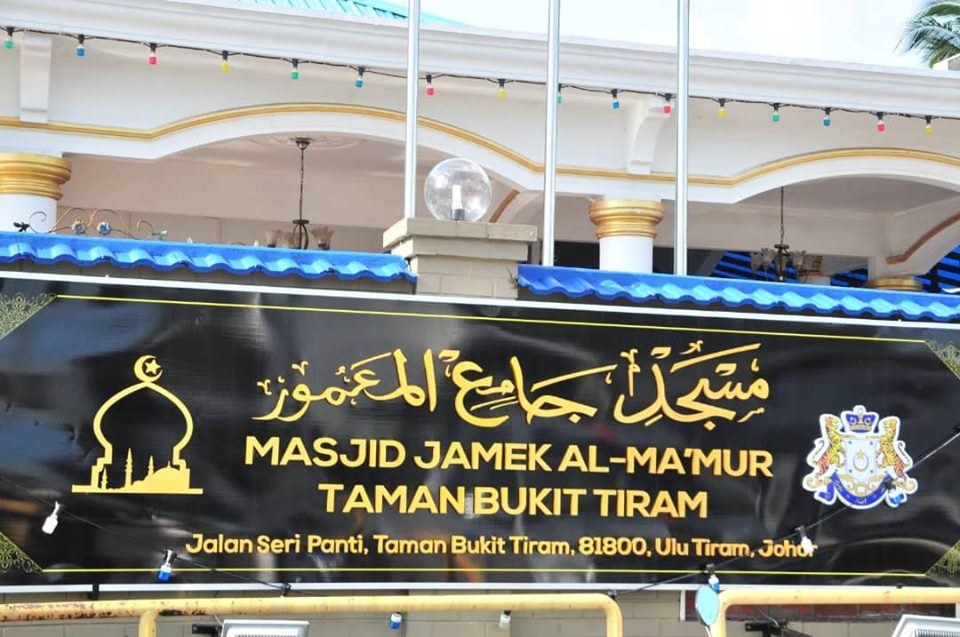 مسجد جامع المعمور
MASJID JAMEK AL-MA'MUR
TAMAN BUKIT TIRAM
Jalan Seri Panti, Taman Bukit Tiram, 81800, Ulu Tiram, Johor